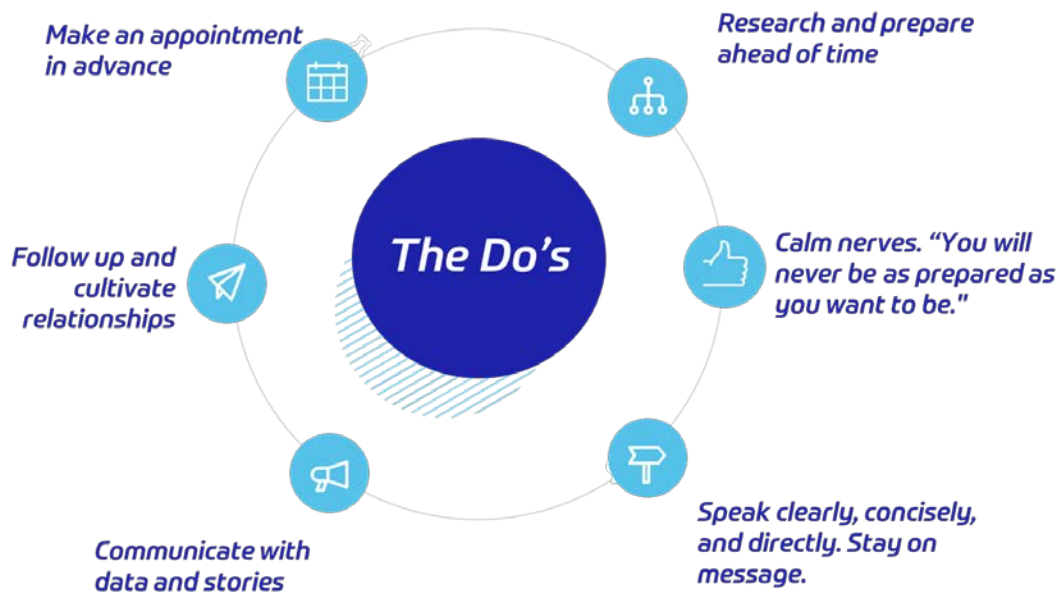 Make an appointment
in advance
Research and prepare
ahead of time
The Do's
Calm nerves. “You will
never be as prepared as
you want to be."
Follow up and
cultivate
relationships
Speak clearly, concisely,
and directly. Stay on
message.
Communicate with
data and stories